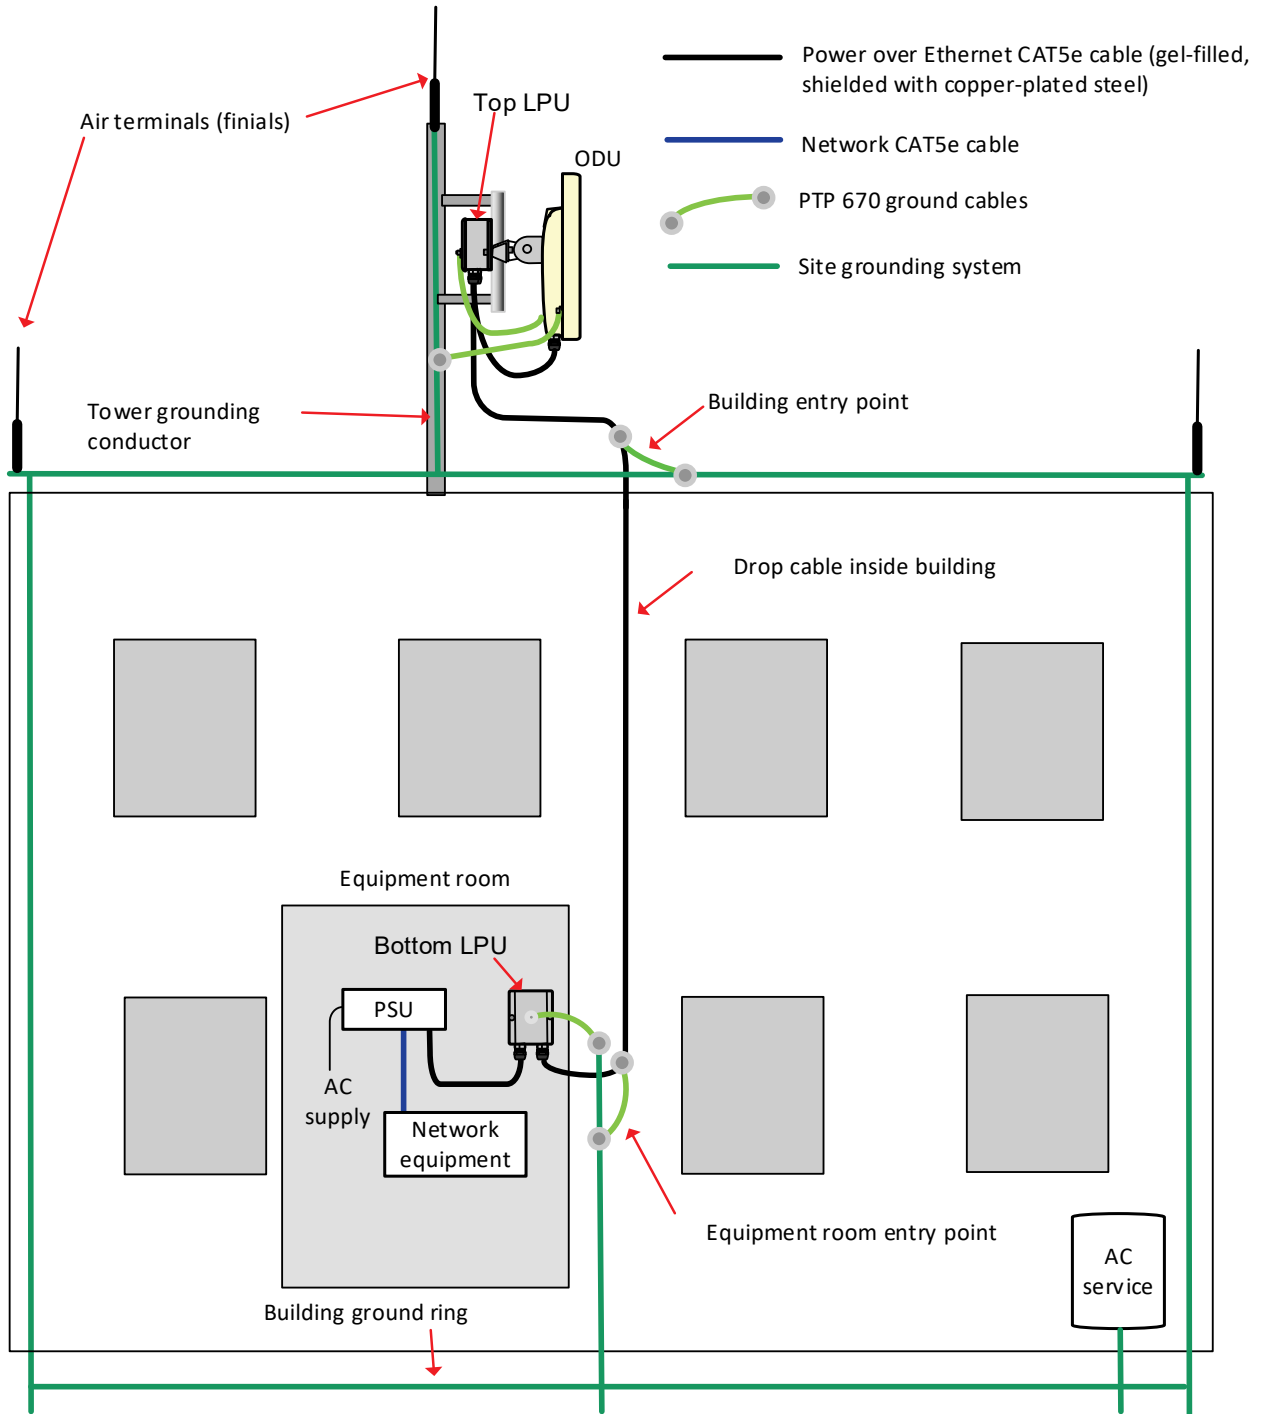 Power over Ethernet CAT5e cable (gel-filled,
shielded with copper-plated steel)
Top LPU
Air terminals (finials)
Network CAT5e cable
ODU
PTP 670 ground cables
Site grounding system
Tower grounding
conductor
Building entry point
Drop cable inside building
Equipment room
Bottom LPU
PSU
AC
supply
Network
equipment
Equipment room entry point
AC
service
Building ground ring